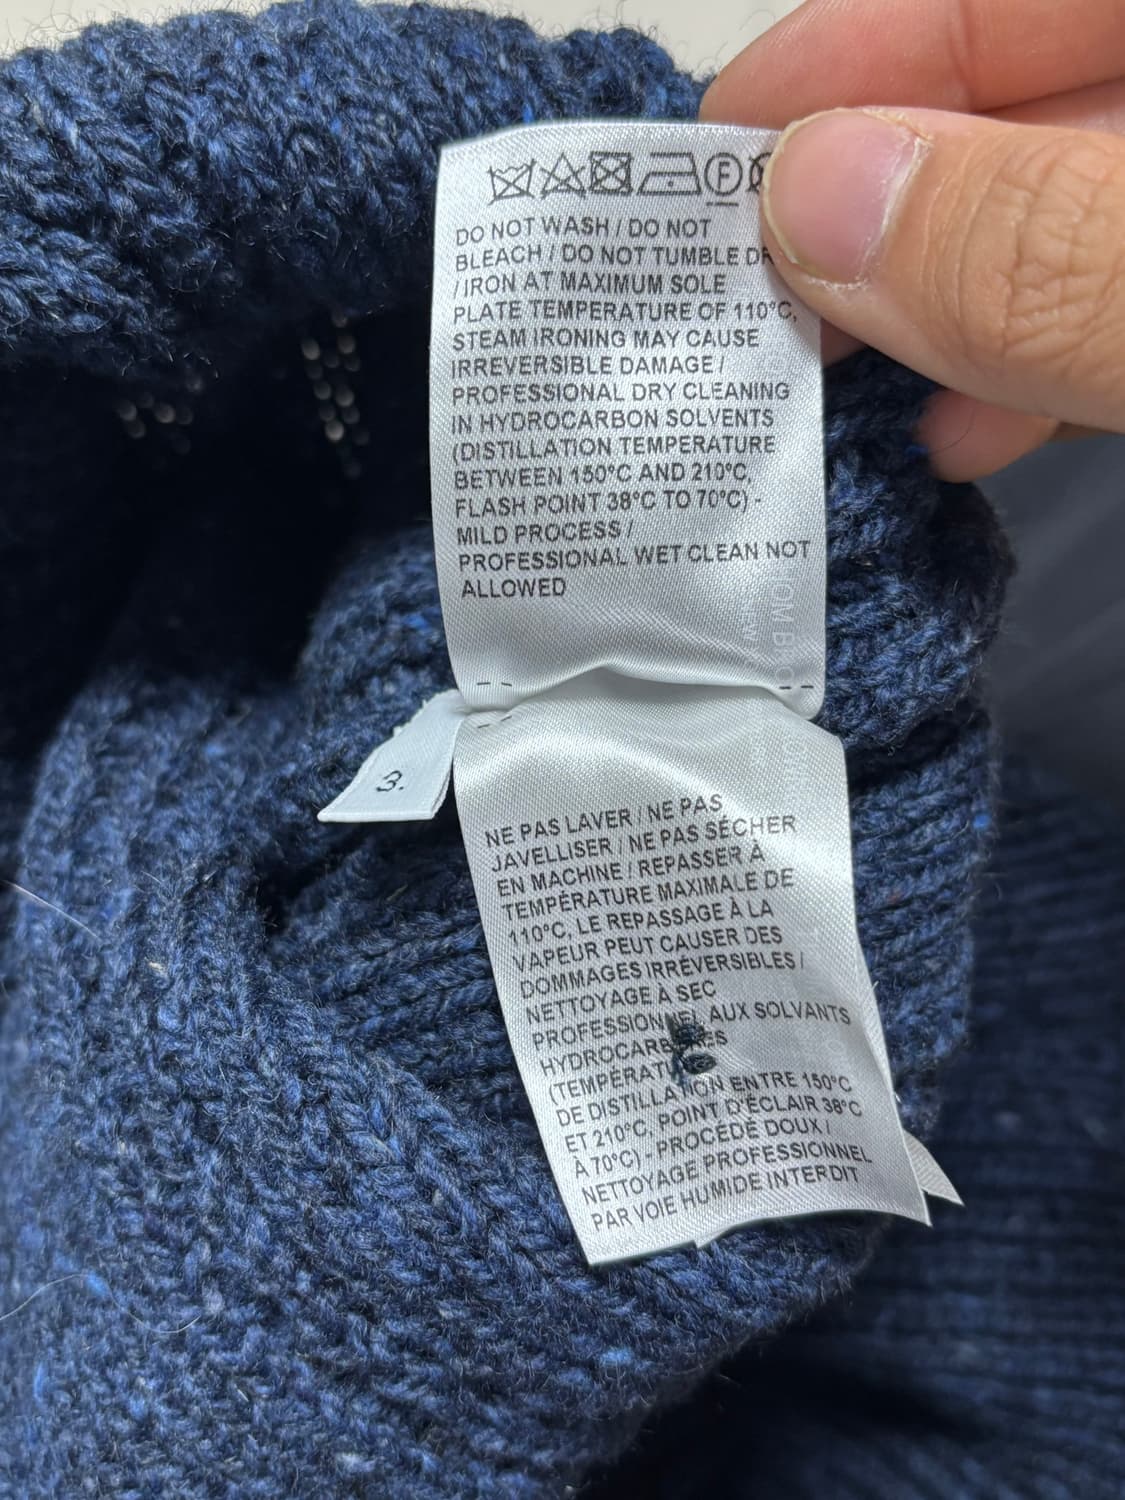 F
DO NOT WASH / DO NOT
BLEACH / DO NOT TUMBLE
/ IRON AT MAXIMUM SOLE
PLATE TEMPERATURE OF 110°C,
STEAM IRONING MAY CAUSE
IRREVERSIBLE DAMAGE /
PROFESSIONAL DRY CLEANING
IN HYDROCARBON SOLVENTS
(DISTILLATION TEMPERATURE
BETWEEN 150°C AND 210°C,
FLASH POINT 38°C TO 70°C) -
MILD PROCESS /
PROFESSIONAL WET CLEAN NOT
ALLOWED
3.
NE PAS LAVER / NE PAS
JAVELLISER / NE PAS SÉCHER
EN MACHINE / REPASSER À
TEMPÉRATURE MAXIMALE DE
110°C, LE REPASSAGE À LA
VAPEUR PEUT CAUSER DES
DOMMAGES IRRÉVERSIBLES /
NETTOYAGE À SEC
PROFESSIONNEL AUX SOLVANTS
DE DISTILLATION ENTRE 150°C
ET 210°C, POINT D'ÉCLAIR 38°C
À 70°C) - PROCÉDÉ DOUX /
NETTOYAGE PROFESSIONNEL
PAR VOIE HUMIDE INTERDIT